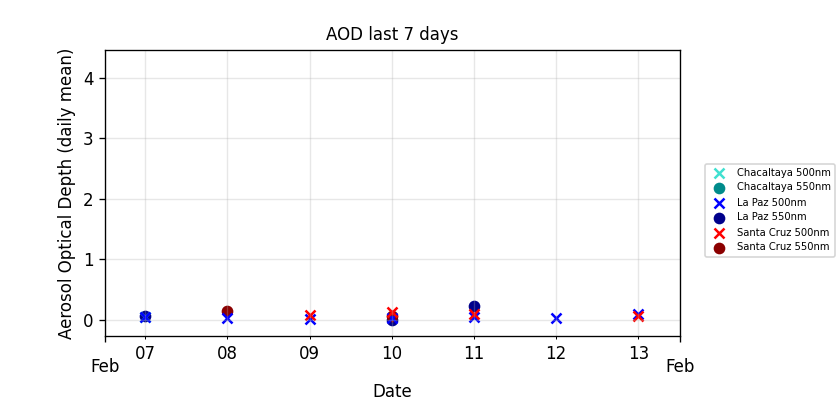 AOD last 7 days
Aerosol Optical Depth (daily mean)
4
3
2
1
0
07 08 09 10 11 12 13
Feb Feb
Date
Chacaltaya 500nm
Chacaltaya 550nm
La Paz 500nm
La Paz 550nm
Santa Cruz 500nm
Santa Cruz 550nm